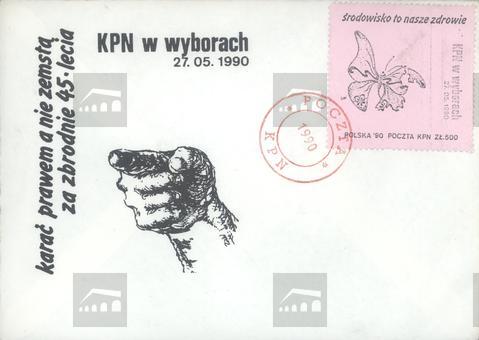 karać prawem a nie zemstą
za zbrodnie 45-lecia
KPN w wyborach
27. 05. 1990
środowisko to nasze zdrowie
KPN w wyborach
27.05.1990
POLSKA '90 POCZTA KPN ZŁ.500
POCZTA * KPN
1990